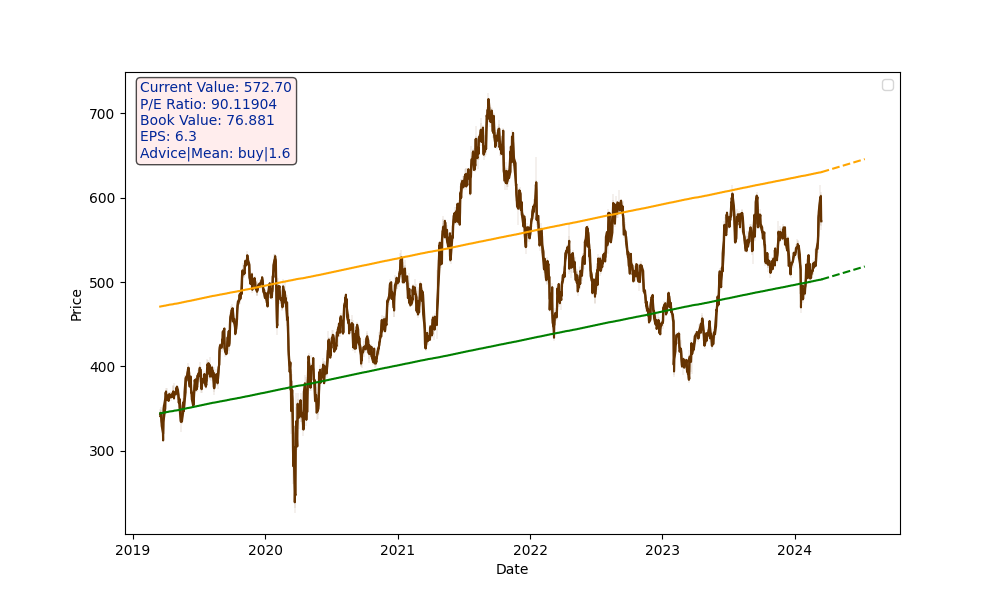 Current Value: 572.70
P/E Ratio: 90.11904
Book Value: 76.881
EPS: 6.3
Advice|Mean: buy|1.6
700
600
500
400
300
Price
2019
2020
2021
2022
2023
2024
Date